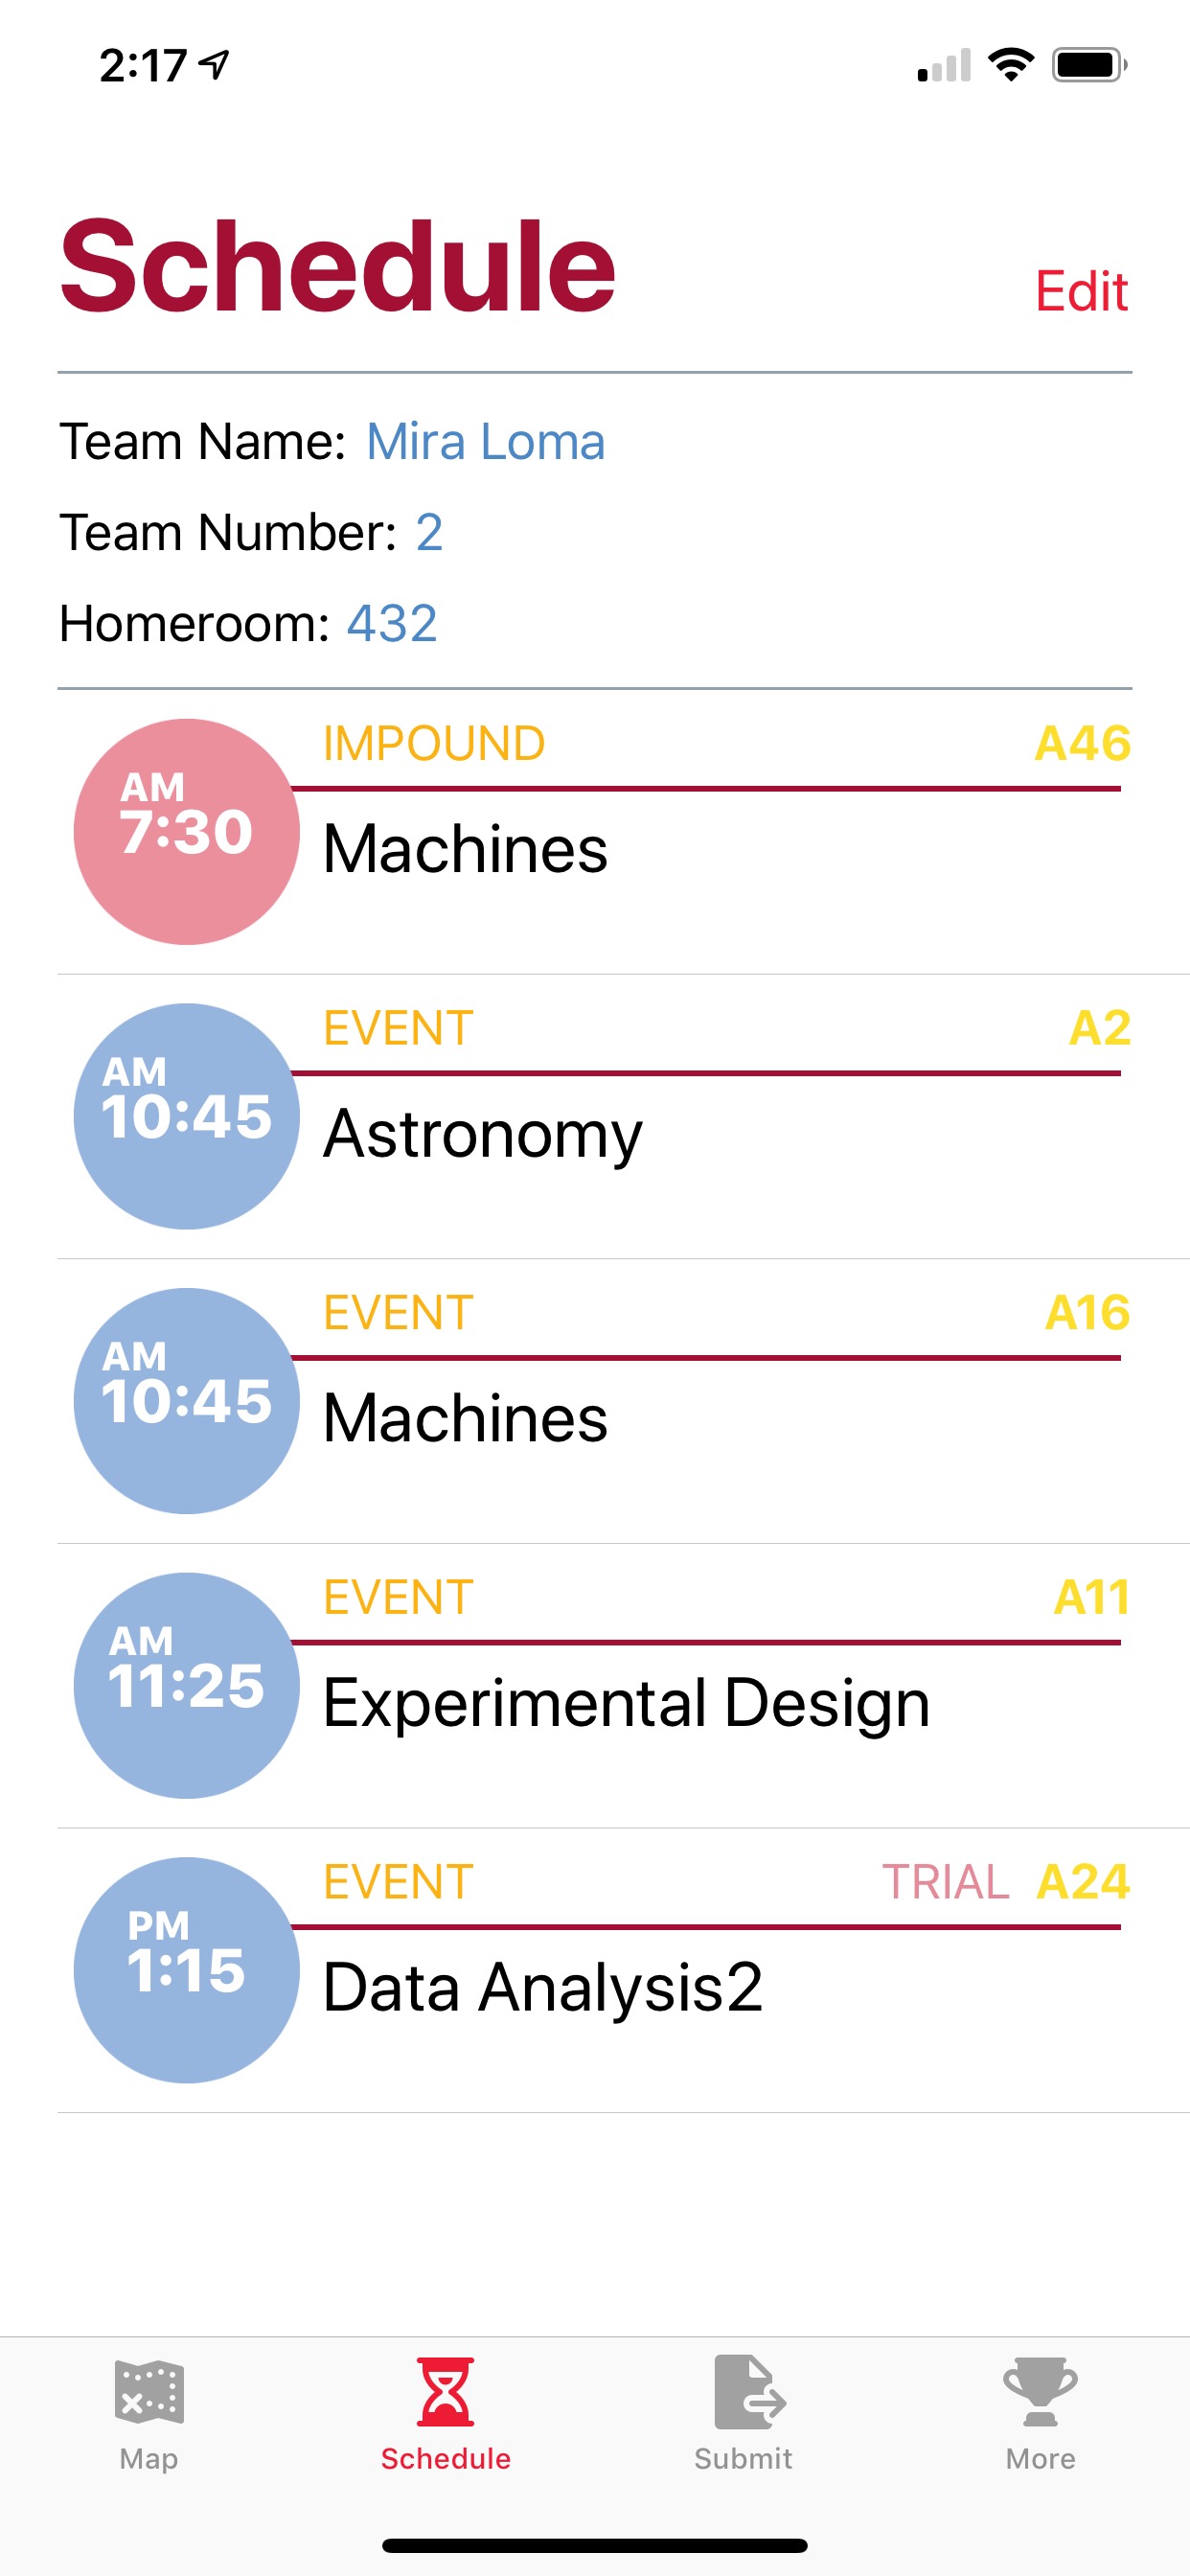 2:17
Schedule
Edit
Team Name: Mira Loma
Team Number: 2
Homeroom: 432
IMPOUND A46
AM
7:30
Machines
EVENT A2
AM
10:45
Astronomy
EVENT A16
AM
10:45
Machines
EVENT A11
AM
11:25
Experimental Design
EVENT TRIAL A24
PM
1:15
Data Analysis2
Map Schedule Submit More